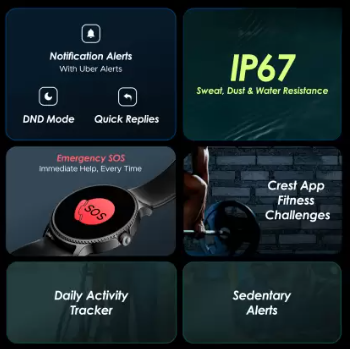 Notification Alerts
With Uber Alerts
DND Mode
Quick Replies
IP67
Sweat, Dust & Water Resistance
Emergency SOS
Immediate Help, Every Time
SOS
Crest App
Fitness
Challenges
Daily Activity
Tracker
Sedentary
Alerts